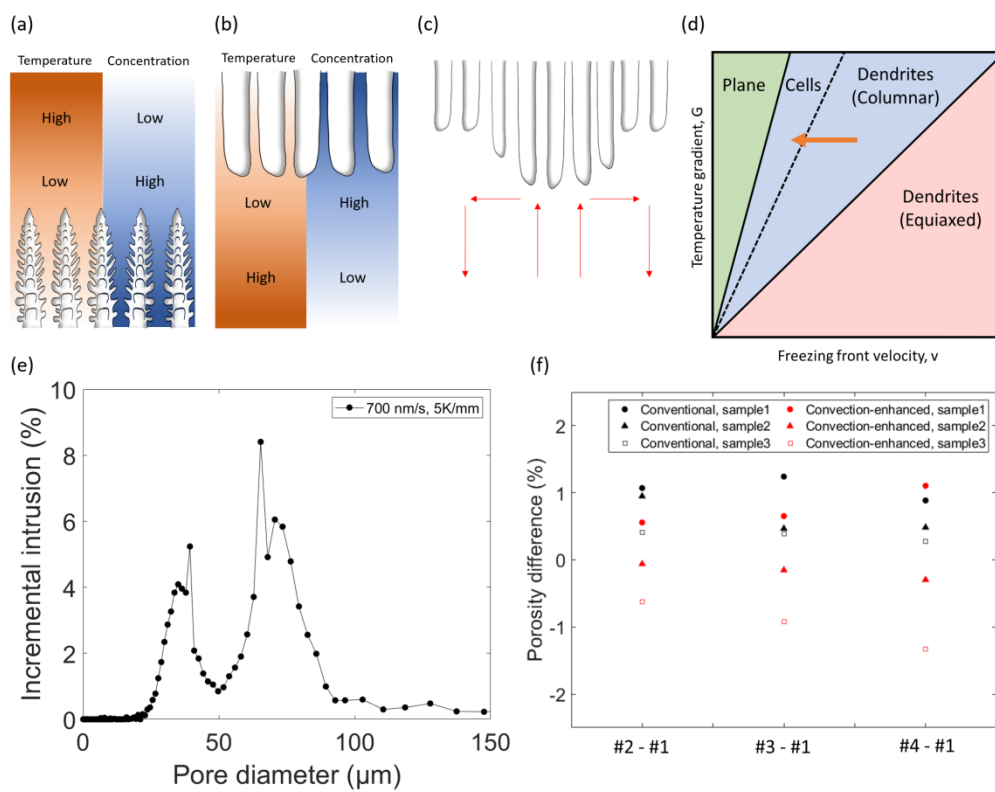 (a)
Temperature
Concentration
High
Low
Low
High
(b)
Temperature
Concentration
Low
High
High
Low
(c)
(d)
Plane
Cells
Dendrites
(Columnar)
Dendrites
(Equiaxed)
Temperature gradient, G
Freezing front velocity, v
(e)
10
8
6
4
2
0
Incremental intrusion (%)
700 nm/s, 5K/mm
0
50
100
150
Pore diameter (μm)
(f)
2
1
0
-1
-2
Porosity difference (%)
Conventional, sample1
Convection-enhanced, sample1
Conventional, sample2
Convection-enhanced, sample2
Conventional, sample3
Convection-enhanced, sample3
#2 - #1
#3 - #1
#4 - #1